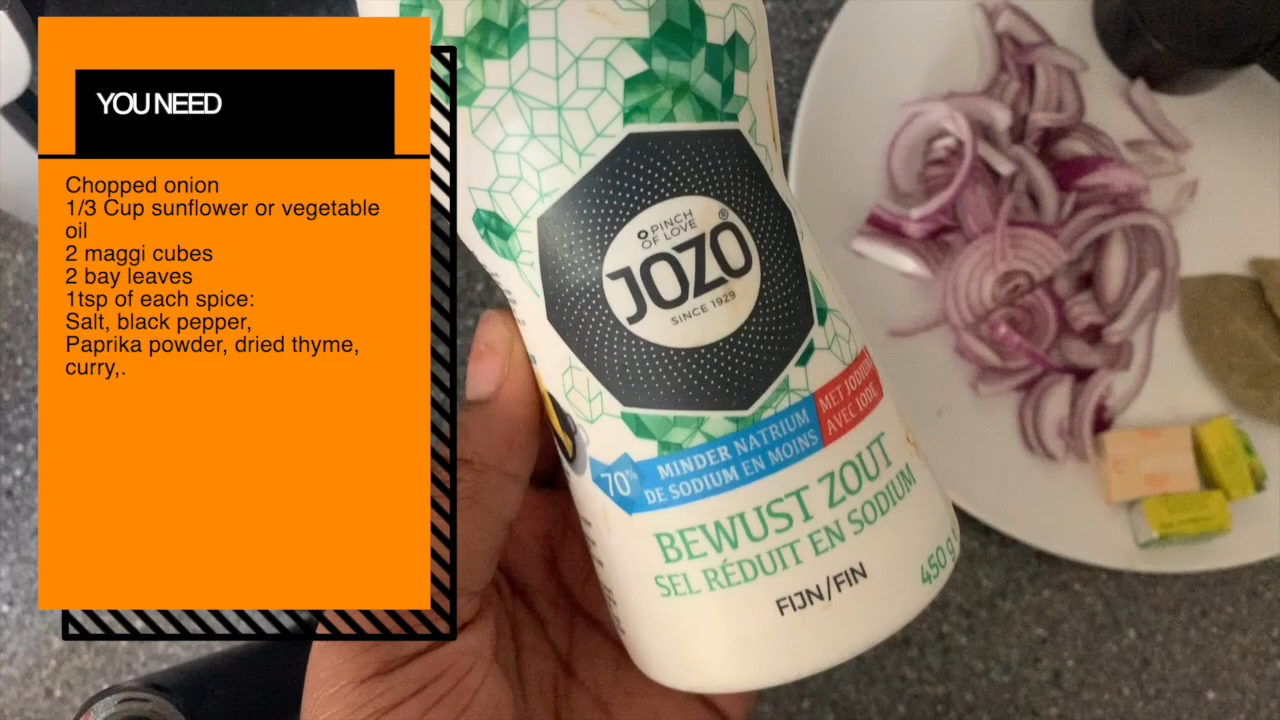 YOU NEED
Chopped onion
1/3 Cup sunflower or vegetable
oil
2 maggi cubes
2 bay leaves
1tsp of each spice:
Salt, black pepper,
Paprika powder, dried thyme,
curry,.
PINCH
OF LOVE
JOZO®
SINCE 1929
70%
MINDER NATRIUM
DE SODIUM EN MOINS
MET JODIUM
AVEC IODE
BEWUST ZOUT
SEL RÉDUIT EN SODIUM
FIJN/FIN
450 g